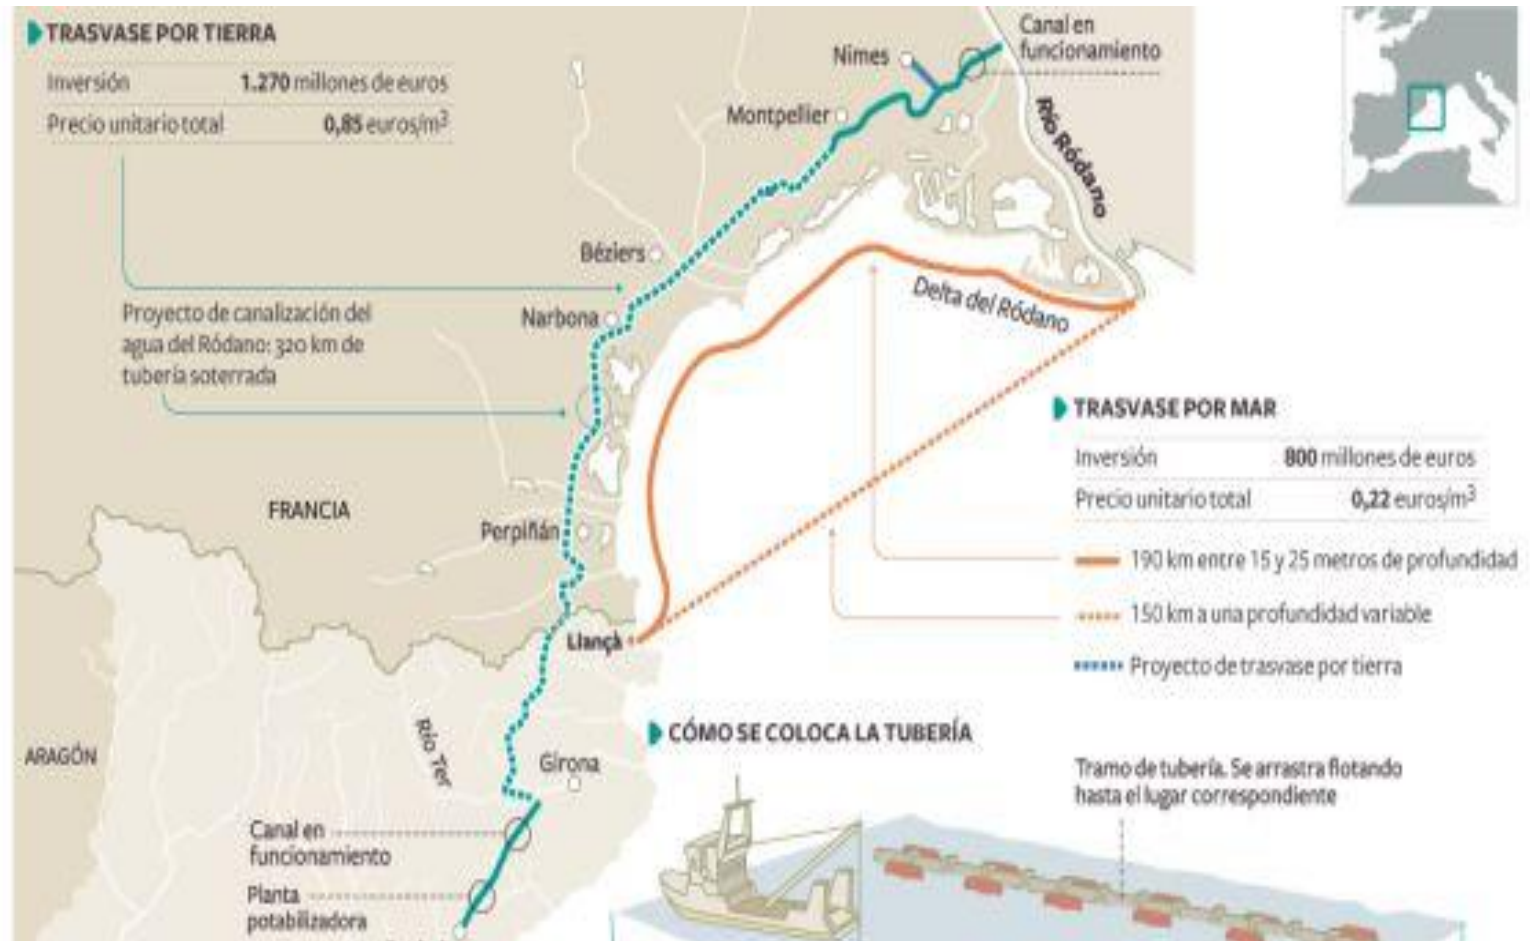 TRASVASE POR TIERRA
Inversión 1.270 millones de euros
Precio unitario total 0,85 euros/m³
Proyecto de canalización del
agua del Ródano: 320 km de
tubería soterrada
Canal en
funcionamiento
Nimes
Montpellier
Río Ródano
Béziers
Narbona
Delta del Ródano
FRANCIA
Perpiñán
Llançà
ARAGÓN
Río Ter
Girona
Canal en
funcionamiento
Planta
potabilizadora
TRASVASE POR MAR
Inversión 800 millones de euros
Precio unitario total 0,22 euros/m³
190 km entre 15 y 25 metros de profundidad
150 km a una profundidad variable
Proyecto de trasvase por tierra
CÓMO SE COLOCA LA TUBERÍA
Tramo de tubería. Se arrastra flotando
hasta el lugar correspondiente